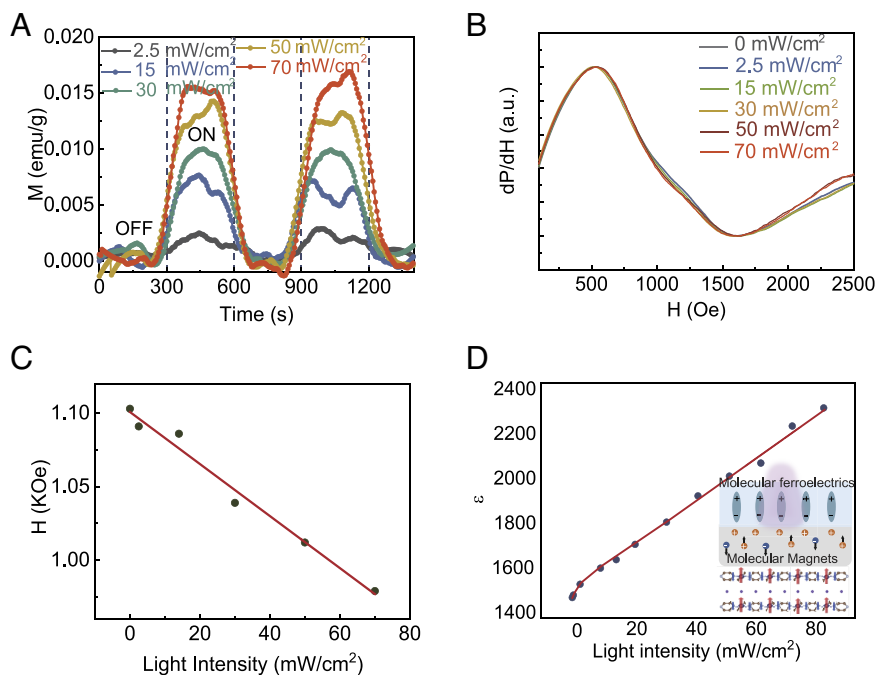 A
M (emu/g)
0.020
0.015
0.010
0.005
0.000
2.5 mW/cm²
15 mW/cm²
30 mW/cm²
50 mW/cm²
70 mW/cm²
ON
OFF
0 300 600 900 1200
Time (s)
B
dP/dH (a.u.)
0 mW/cm²
2.5 mW/cm²
15 mW/cm²
30 mW/cm²
50 mW/cm²
70 mW/cm²
500 1000 1500 2000 2500
H (Oe)
C
H (KOe)
1.10
1.05
1.00
0 20 40 60 80
Light Intensity (mW/cm²)
D
ε
2400
2200
2000
1800
1600
1400
Molecular ferroelectrics
Molecular Magnets
0 20 40 60 80
Light intensity (mW/cm²)